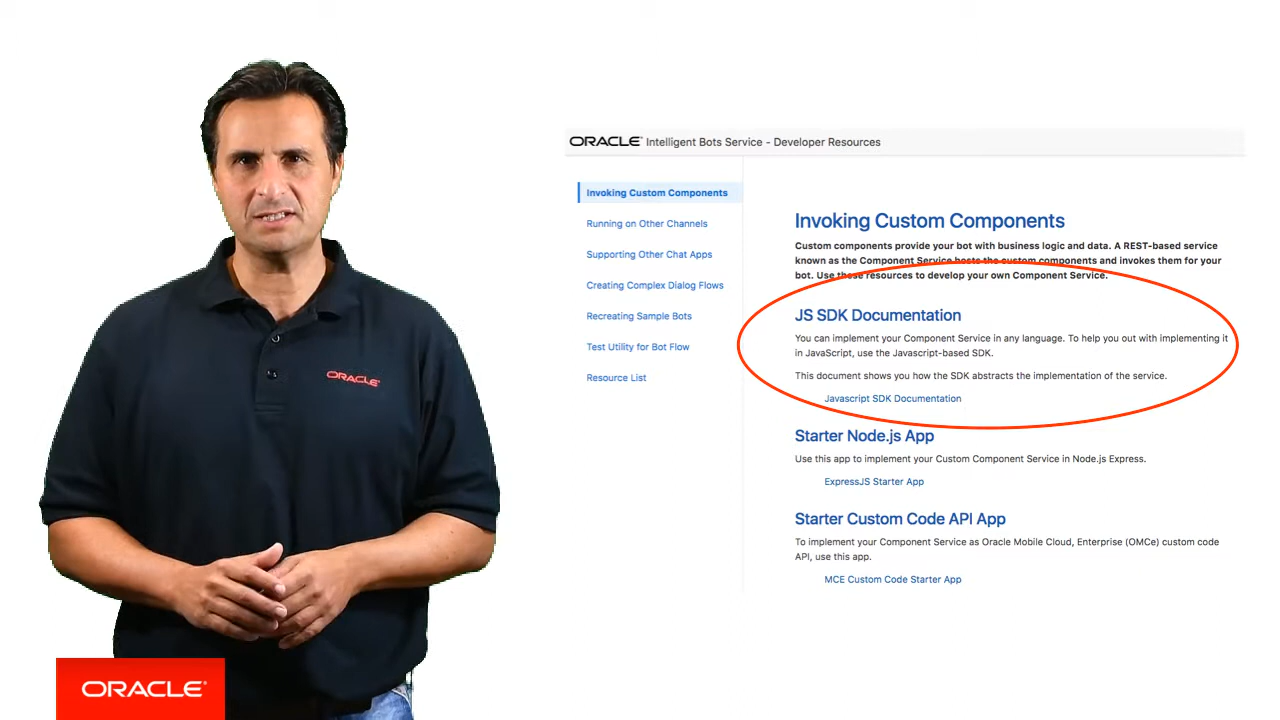 ORACLE Intelligent Bots Service - Developer Resources
Invoking Custom Components
Running on Other Channels
Supporting Other Chat Apps
Creating Complex Dialog Flows
Recreating Sample Bots
Test Utility for Bot Flow
Resource List
Invoking Custom Components
Custom components provide your bot with business logic and data. A REST-based service
known as the Component Service hosts the custom components and invokes them for your
bot. Use these resources to develop your own Component Service.
JS SDK Documentation
You can implement your Component Service in any language. To help you out with implementing it
in JavaScript, use the Javascript-based SDK.
This document shows you how the SDK abstracts the implementation of the service.
Javascript SDK Documentation
Starter Node.js App
Use this app to implement your Custom Component Service in Node.js Express.
ExpressJS Starter App
Starter Custom Code API App
To implement your Component Service as Oracle Mobile Cloud, Enterprise (OMCe) custom code
API, use this app.
MCE Custom Code Starter App
ORACLE
ORACLE